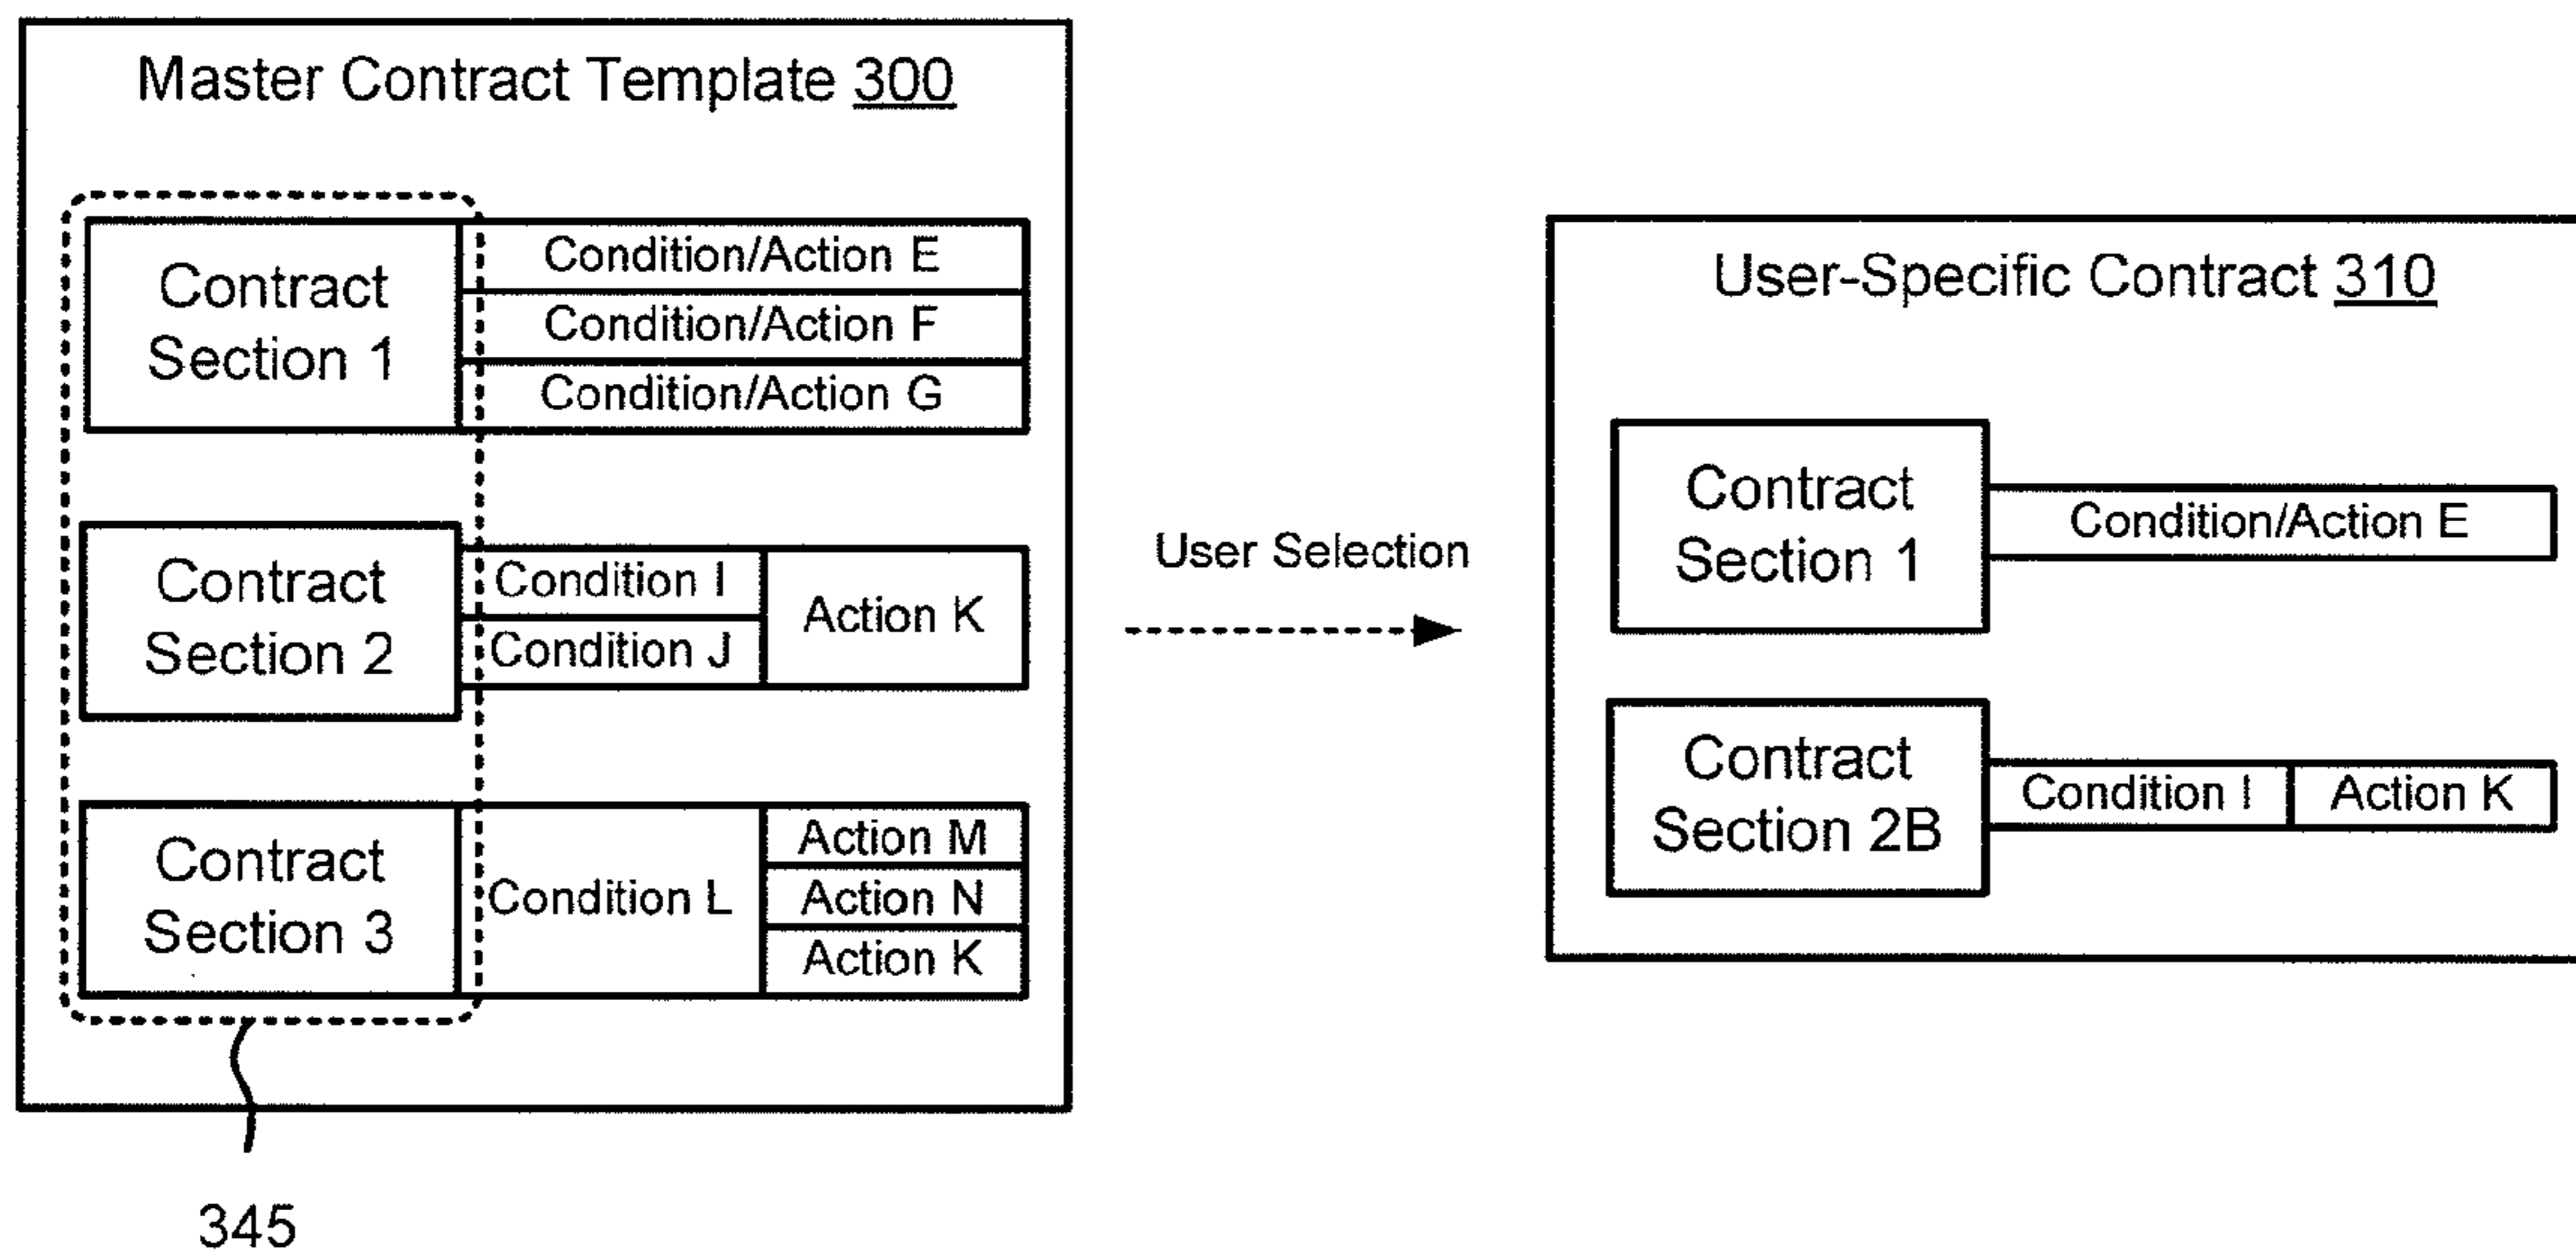 Master Contract Template 300
Contract
Section 1
Condition/Action E
Condition/Action F
Condition/Action G
Contract
Section 2
Condition I
Condition J
Action K
Contract
Section 3
Condition L
Action M
Action N
Action K
345
User Selection
User-Specific Contract 310
Contract
Section 1
Condition/Action E
Contract
Section 2B
Condition I
Action K